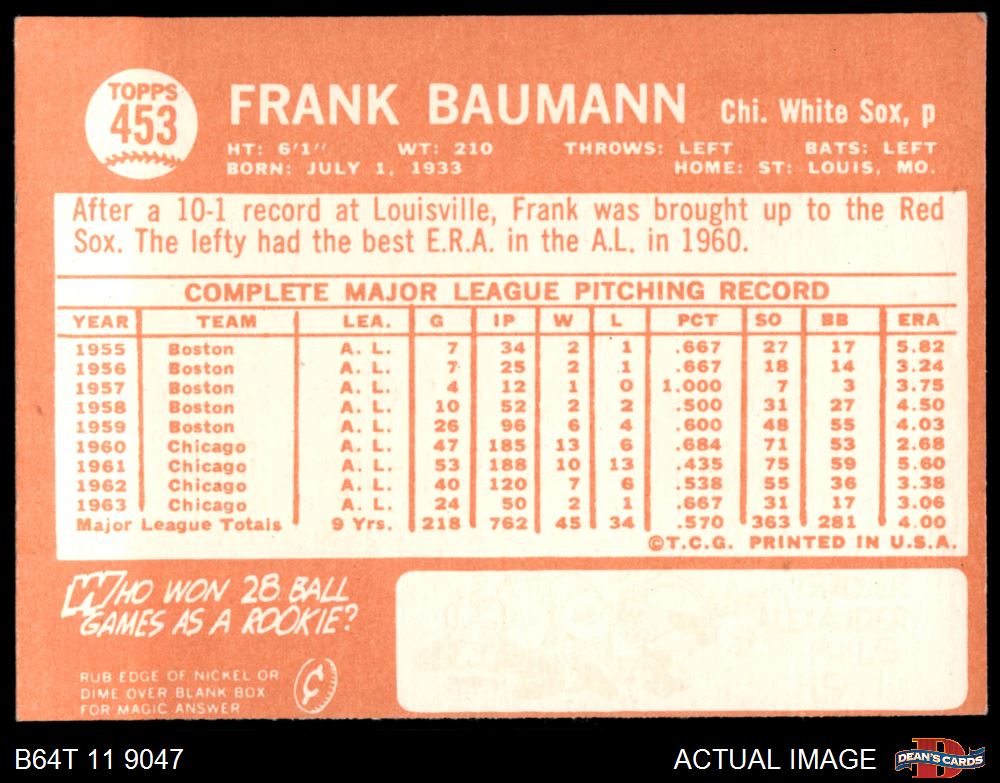 TOPPS
453
FRANK BAUMANN Chi. White Sox, p
HT: 6'1" WT: 210 THROWS: LEFT BATS: LEFT
BORN: JULY 1, 1933 HOME: ST: LOUIS, MO.
After a 10-1 record at Louisville, Frank was brought up to the Red
Sox. The lefty had the best E.R.A. in the A.L. in 1960.
COMPLETE MAJOR LEAGUE PITCHING RECORD
YEAR TEAM LEA. G IP W L PCT SO BB ERA
1955 Boston A. L. 7 34 2 1 .667 27 17 5.82
1956 Boston A. L. 7 25 2 1 .667 18 14 3.24
1957 Boston A. L. 4 12 1 0 1.000 7 3 3.75
1958 Boston A. L. 10 52 2 2 .500 31 27 4.50
1959 Boston A. L. 26 96 6 4 .600 48 55 4.03
1960 Chicago A. L. 47 185 13 6 .684 71 53 2.68
1961 Chicago A. L. 53 188 10 13 .435 75 59 5.60
1962 Chicago A. L. 40 120 7 6 .538 55 36 3.38
1963 Chicago A. L. 24 50 2 1 .667 31 17 3.06
Major League Totals 9 Yrs. 218 762 45 34 .570 363 281 4.00
©T.C.G. PRINTED IN U.S.A.
WHO WON 28 BALL
GAMES AS A ROOKIE?
RUB EDGE OF NICKEL OR
DIME OVER BLANK BOX
FOR MAGIC ANSWER
¢
B64T 11 9047 ACTUAL IMAGE D DEAN'S CARDS